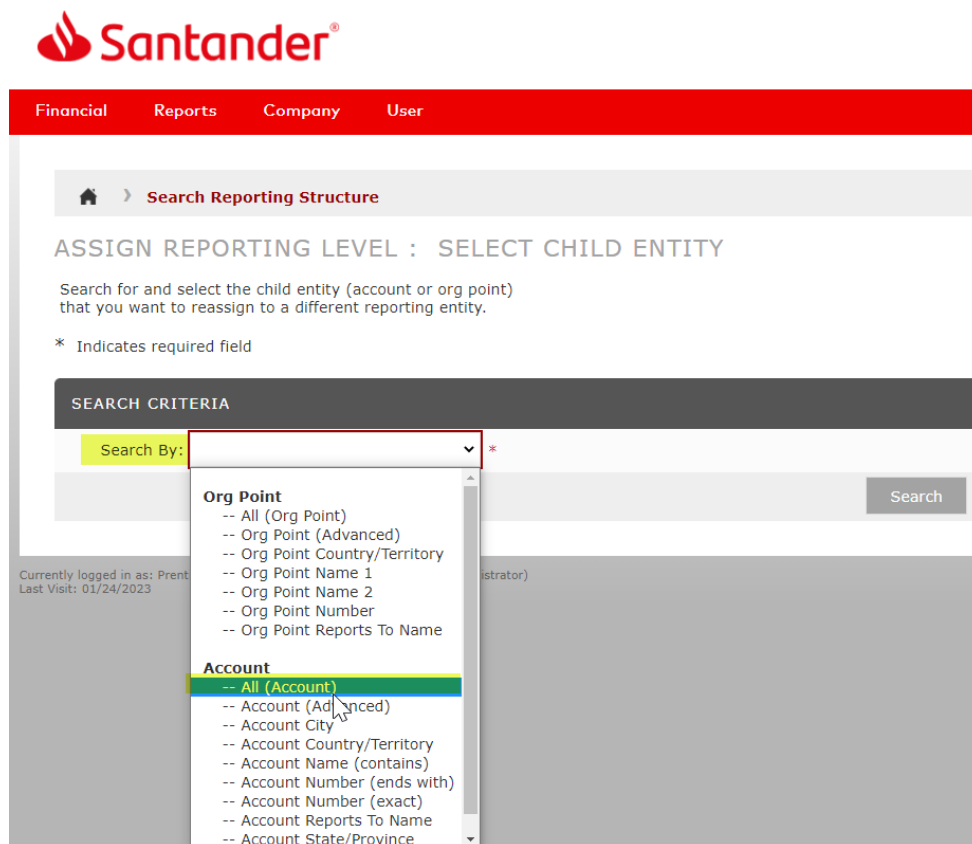 Santander®
Financial Reports Company User
Search Reporting Structure
ASSIGN REPORTING LEVEL : SELECT CHILD ENTITY
Search for and select the child entity (account or org point)
that you want to reassign to a different reporting entity.
* Indicates required field
SEARCH CRITERIA
Search By: *
Org Point
-- All (Org Point)
-- Org Point (Advanced)
-- Org Point Country/Territory
-- Org Point Name 1
-- Org Point Name 2
-- Org Point Number
-- Org Point Reports To Name
Account
-- All (Account)
-- Account (Advanced)
-- Account City
-- Account Country/Territory
-- Account Name (contains)
-- Account Number (ends with)
-- Account Number (exact)
-- Account Reports To Name
-- Account State/Province
Search
Currently logged in as: Prent istrator)
Last Visit: 01/24/2023